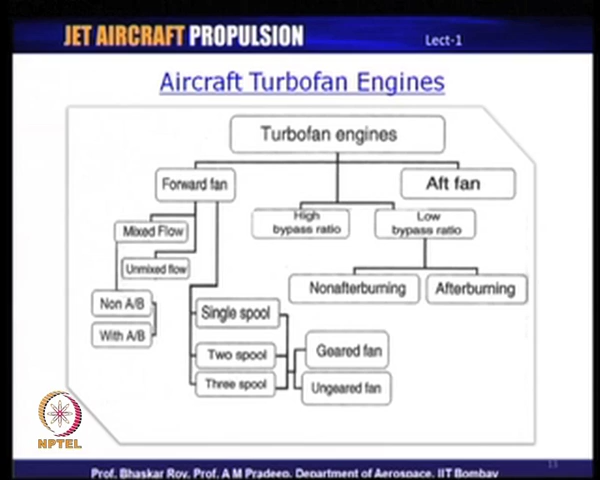 JET AIRCRAFT PROPULSION
Lect-1
Aircraft Turbofan Engines
Turbofan engines
Forward fan
Aft fan
High
bypass ratio
Low
bypass ratio
Mixed Flow
Unmixed flow
Nonafterburning
Afterburning
Non A/B
With A/B
Single spool
Two spool
Three spool
Geared fan
Ungeared fan
NPTEL
13
Prof. Bhaskar Roy, Prof. A M Pradeep, Department of Aerospace, IIT Bombay